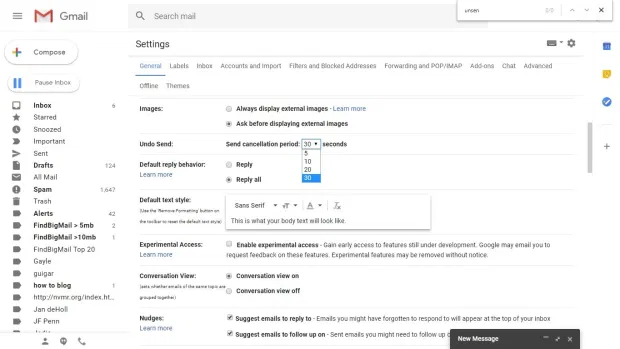 Gmail
Search mail
unsen
0/0
Compose
Pause Inbox
Inbox 6
Starred
Snoozed
Important
Sent
Drafts 124
All Mail
Spam 1,647
Trash
Alerts 42
FindBigMail > 5mb 2
FindBigMail >10mb 1
FindBigMail Top 20
Gayle
guigar
how to blog 1
http://nvmr.org/index.ht...
Jan deHoll
JF Penn
Settings
General Labels Inbox Accounts and Import Filters and Blocked Addresses Forwarding and POP/IMAP Add-ons Chat Advanced
Offline Themes
Images:
Always display external images - Learn more
Ask before displaying external images
Undo Send:
Send cancellation period: 30 seconds
5
10
20
30
Default reply behavior:
Learn more
Reply
Reply all
Default text style:
(Use the 'Remove Formatting' button on
the toolbar to reset the default text style)
Sans Serif
This is what your body text will look like.
Experimental Access:
Learn more
Enable experimental access - Gain early access to features still under development. Google may email you to
request feedback on these features. Experimental features may be removed without notice.
Conversation View:
(sets whether emails of the same topic are
grouped together)
Conversation view on
Conversation view off
Nudges:
Learn more
Suggest emails to reply to - Emails you might have forgotten to respond to will appear at the top of your inbox
Suggest emails to follow up on - Sent emails you might need to follow up
New Message